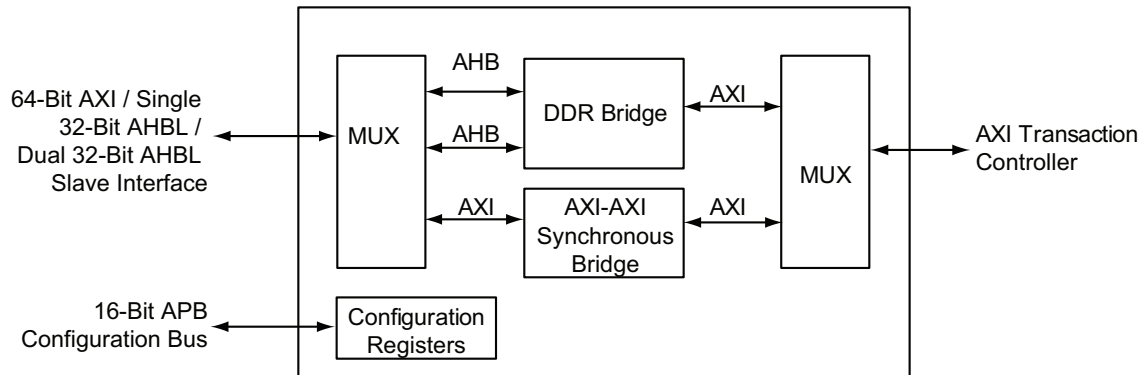 64-Bit AXI / Single
32-Bit AHBL /
Dual 32-Bit AHBL
Slave Interface
MUX
AHB
AHB
AXI
DDR Bridge
AXI-AXI
Synchronous
Bridge
AXI
AXI
MUX
AXI Transaction
Controller
16-Bit APB
Configuration Bus
Configuration
Registers